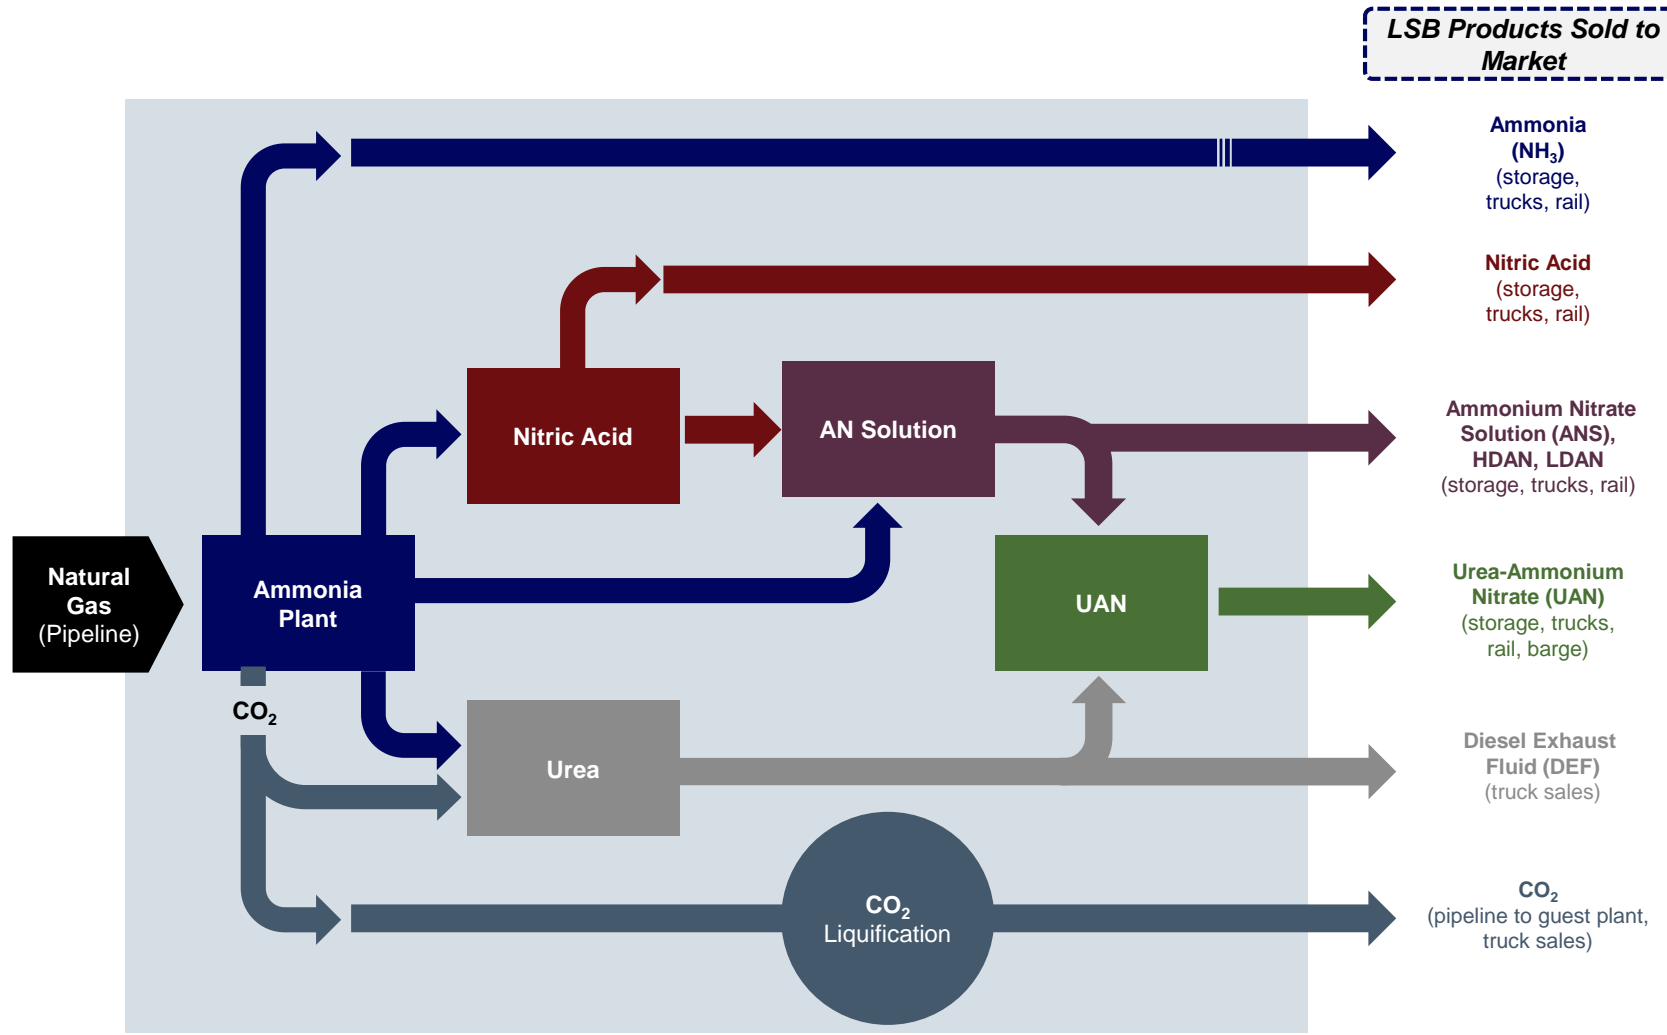 LSB Products Sold to
Market
Ammonia
(NH₃)
(storage,
trucks, rail)
Nitric Acid
(storage,
trucks, rail)
Nitric Acid
AN Solution
Ammonium Nitrate
Solution (ANS),
HDAN, LDAN
(storage, trucks, rail)
Natural
Gas
(Pipeline)
Ammonia
Plant
UAN
Urea-Ammonium
Nitrate (UAN)
(storage, trucks,
rail, barge)
CO₂
Urea
Diesel Exhaust
Fluid (DEF)
(truck sales)
CO₂
Liquification
CO₂
(pipeline to guest plant,
truck sales)